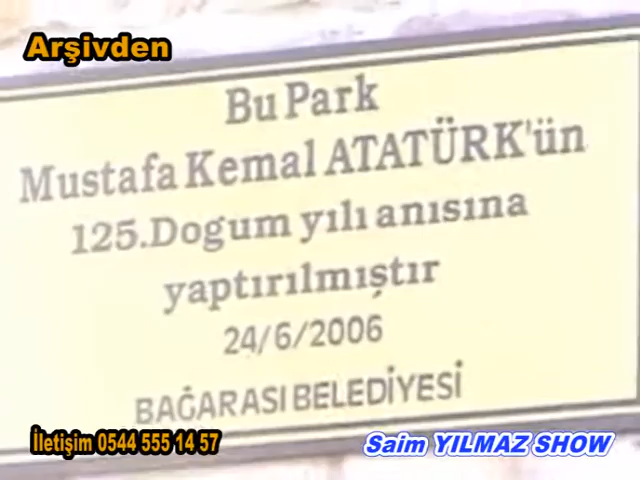 Arşivden
Bu Park
Mustafa Kemal ATATÜRK'ün
125.Dogum yılı anısına
yaptırılmıştır
24/6/2006
BAĞARASI BELEDİYESİ
İletişim 0544 555 14 57
Saim YILMAZ SHOW